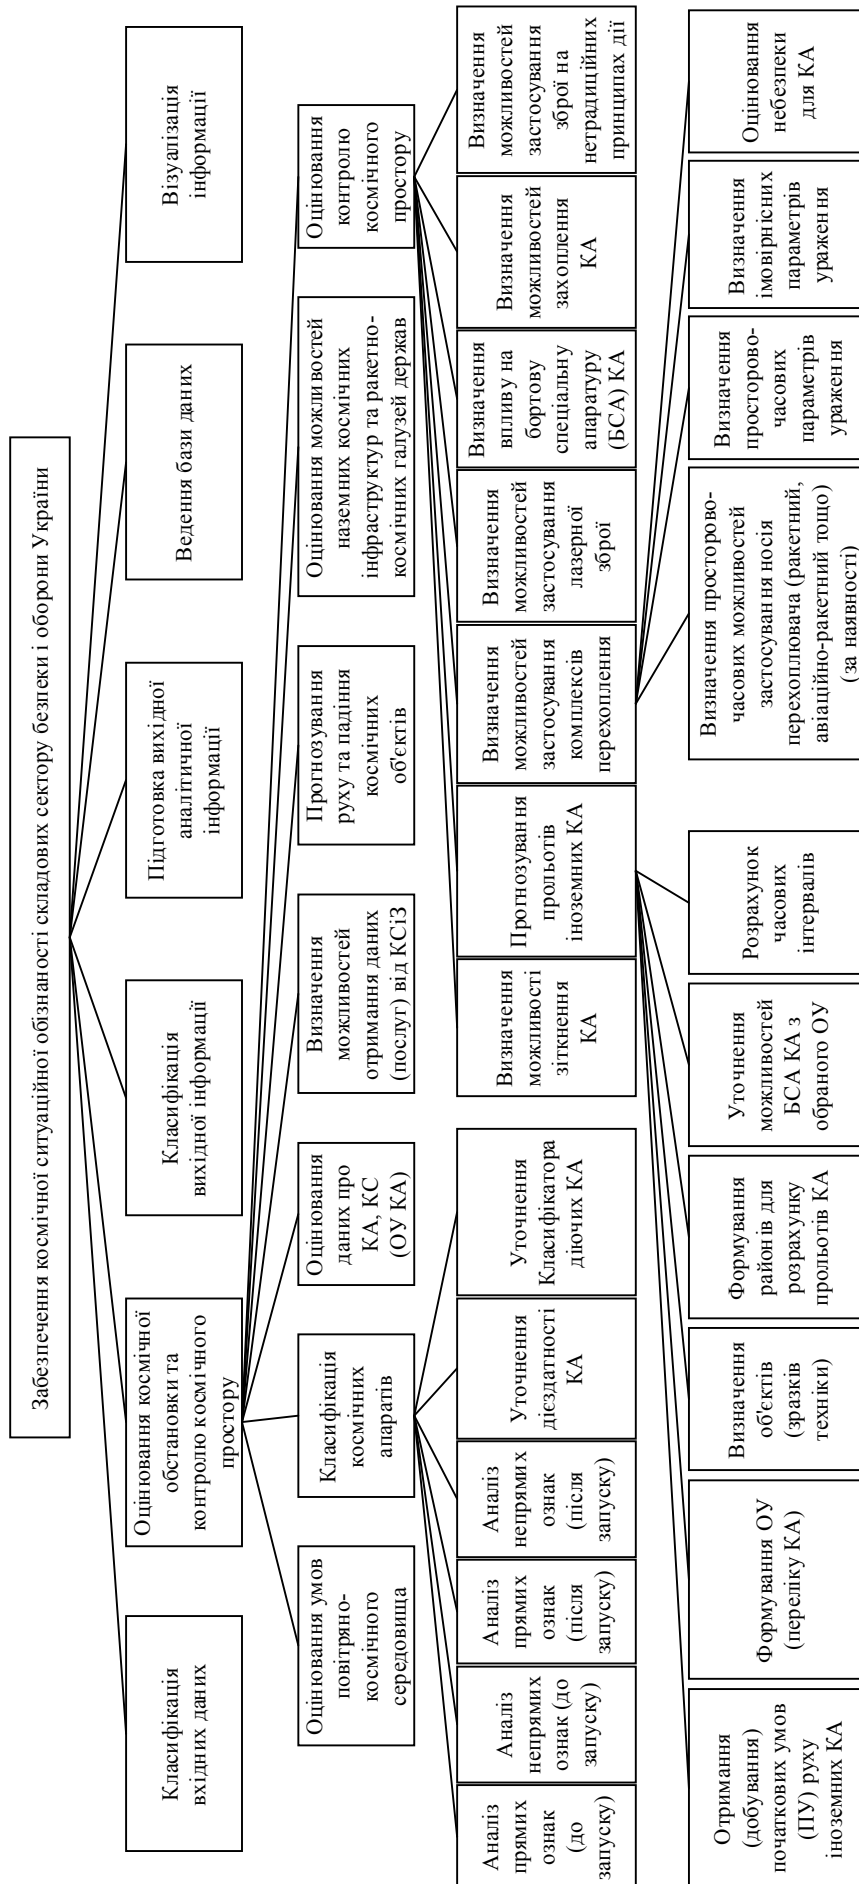 Забезпечення космічної ситуаційної обізнаності складових сектору безпеки і оборони України
Класифікація
вхідних даних
Оцінювання космічної
обстановки та
контролю космічного
простору
Класифікація
вихідної інформації
Підготовка вихідної
аналітичної
інформації
Ведення бази даних
Візуалізація
інформації
Оцінювання умов
повітряно-
космічного
середовища
Класифікація
космічних
апаратів
Оцінювання
даних про
КА, КС
(ОУ КА)
Визначення
можливостей
отримання даних
(послуг) від КСіЗ
Прогнозування
руху та падіння
космічних
об'єктів
Оцінювання можливостей
наземних космічних
інфраструктур та ракетно-
космічних галузей держав
Оцінювання
контролю
космічного
простору
Аналіз
прямих
ознак
(до
запуску)
Аналіз
непрямих
ознак (до
запуску)
Аналіз
прямих
ознак
(після
запуску)
Аналіз
непрямих
ознак
(після
запуску)
Уточнення
дієздатності
КА
Уточнення
Класифікатора
діючих КА
Визначення
можливості
зіткнення
КА
Прогнозування
прольотів
іноземних КА
Визначення
можливостей
застосування
комплексів
перехоплення
Визначення
можливостей
застосування
лазерної
зброї
Визначення
впливу на
бортову
спеціальну
апаратуру
(БСА) КА
Визначення
можливостей
захоплення
КА
Визначення
можливостей
застосування
зброї на
нетрадиційних
принципах дії
Отримання
(добування)
початкових умов
(ПУ) руху
іноземних КА
Формування ОУ
(переліку КА)
Визначення
об'єктів
(зразків
техніки)
Формування
районів для
розрахунку
прольотів КА
Уточнення
можливостей
БСА КА з
обраного ОУ
Розрахунок
часових
інтервалів
Визначення просторово-
часових можливостей
застосування носія
перехоплювача (ракетний,
авіаційно-ракетний тощо)
(за наявності)
Визначення
просторово-
часових
параметрів
ураження
Визначення
імовірнісних
параметрів
ураження
Оцінювання
небезпеки
для КА